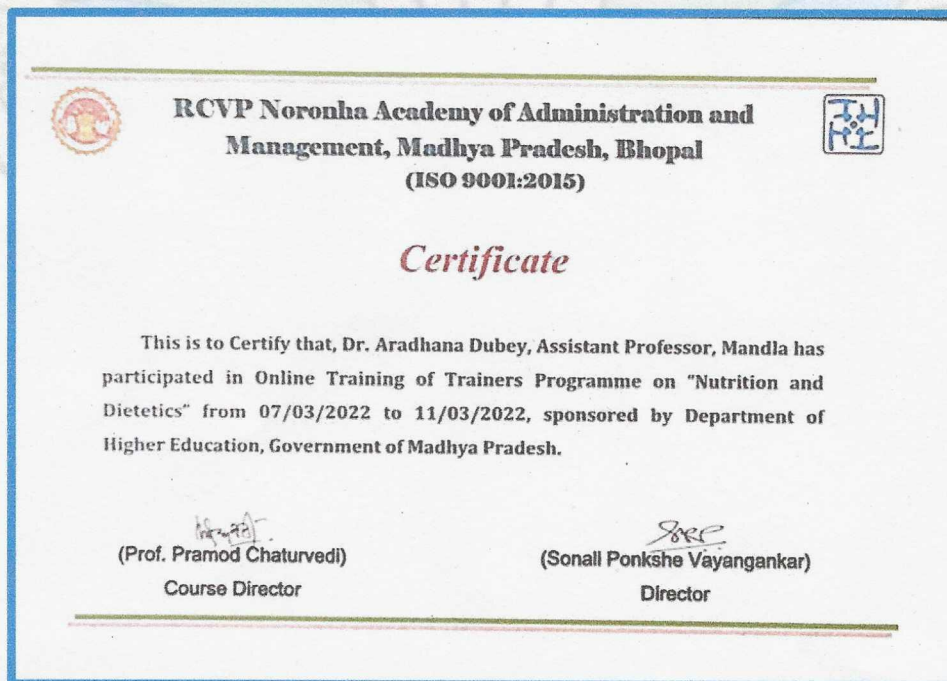 RCVP Noronha Academy of Administration and
Management, Madhya Pradesh, Bhopal
(ISO 9001:2015)
Certificate
This is to Certify that, Dr. Aradhana Dubey, Assistant Professor, Mandla has
participated in Online Training of Trainers Programme on "Nutrition and
Dietetics" from 07/03/2022 to 11/03/2022, sponsored by Department of
Higher Education, Government of Madhya Pradesh.
(Prof. Pramod Chaturvedi)
Course Director
(Sonali Ponkshe Vayangankar)
Director